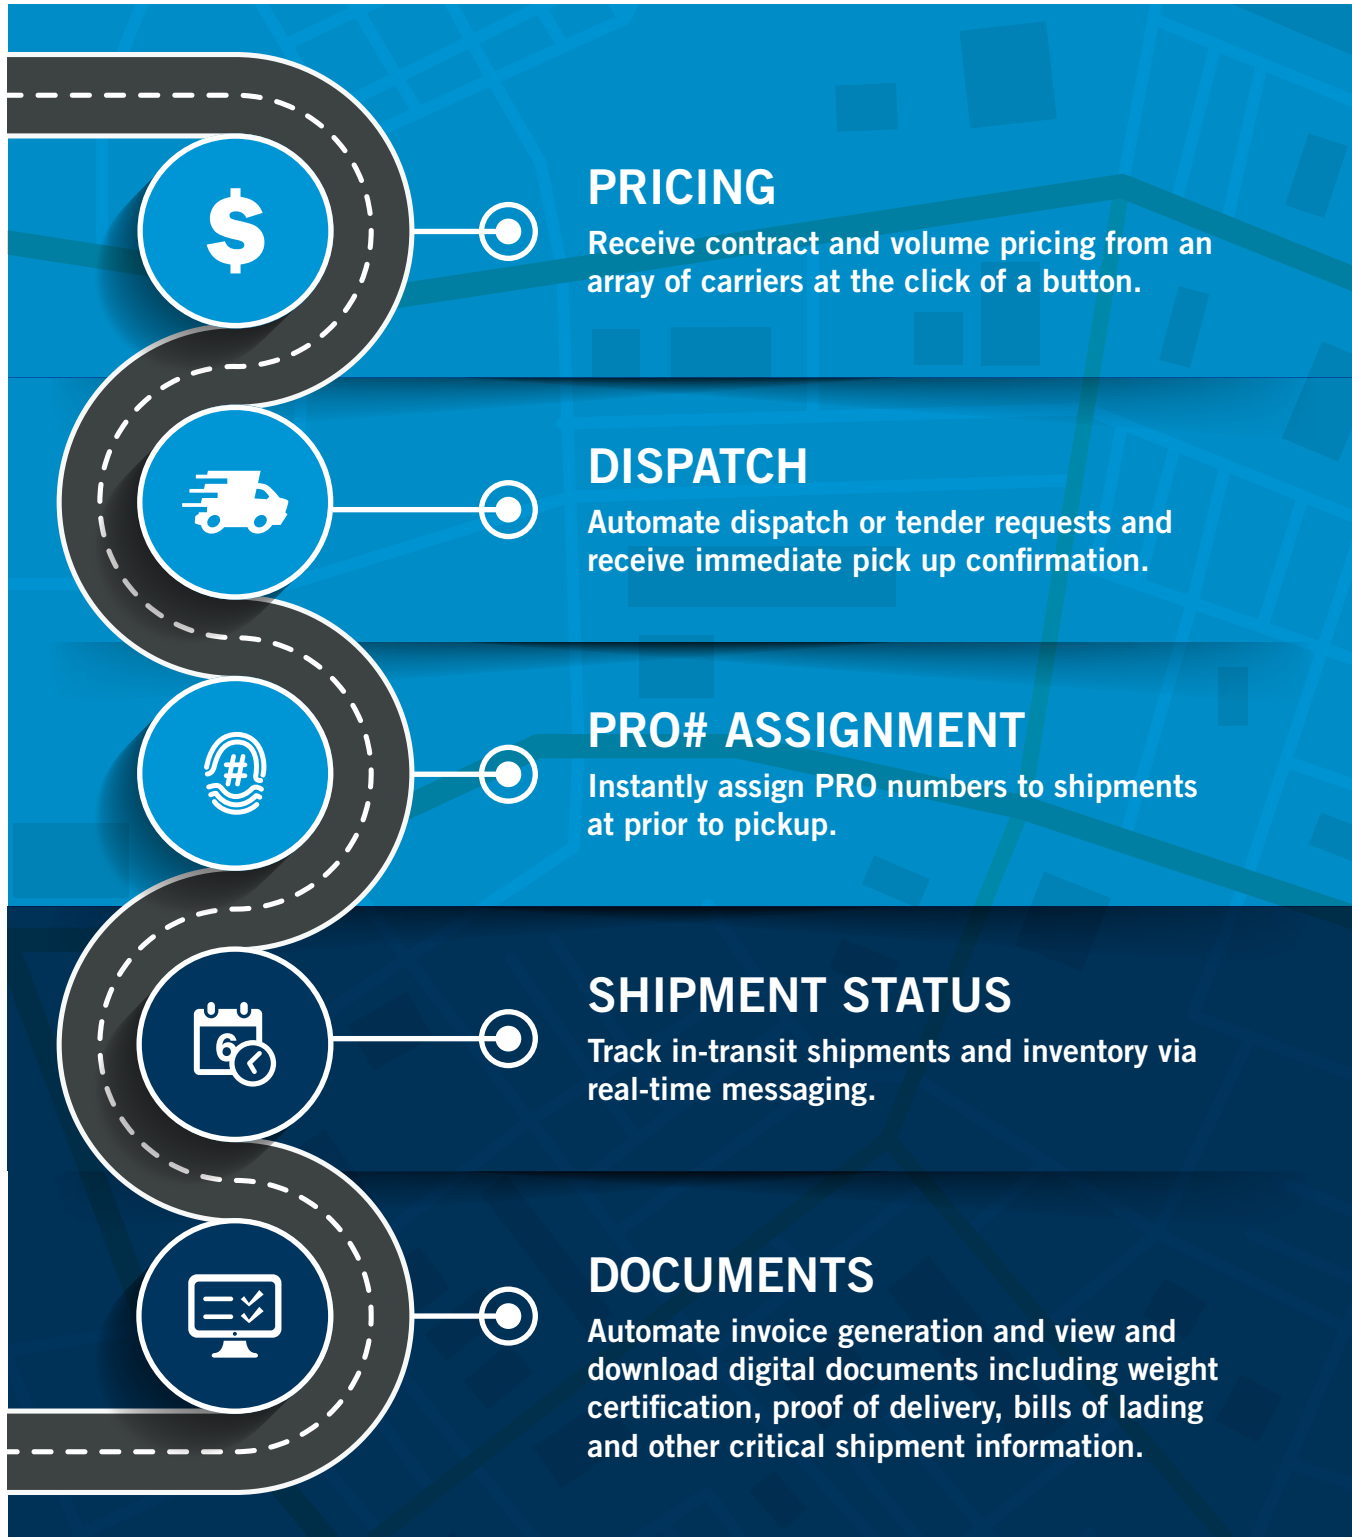 $
PRICING
Receive contract and volume pricing from an
array of carriers at the click of a button.
DISPATCH
Automate dispatch or tender requests and
receive immediate pick up confirmation.
#
PRO# ASSIGNMENT
Instantly assign PRO numbers to shipments
at prior to pickup.
6
SHIPMENT STATUS
Track in-transit shipments and inventory via
real-time messaging.
DOCUMENTS
Automate invoice generation and view and
download digital documents including weight
certification, proof of delivery, bills of lading
and other critical shipment information.